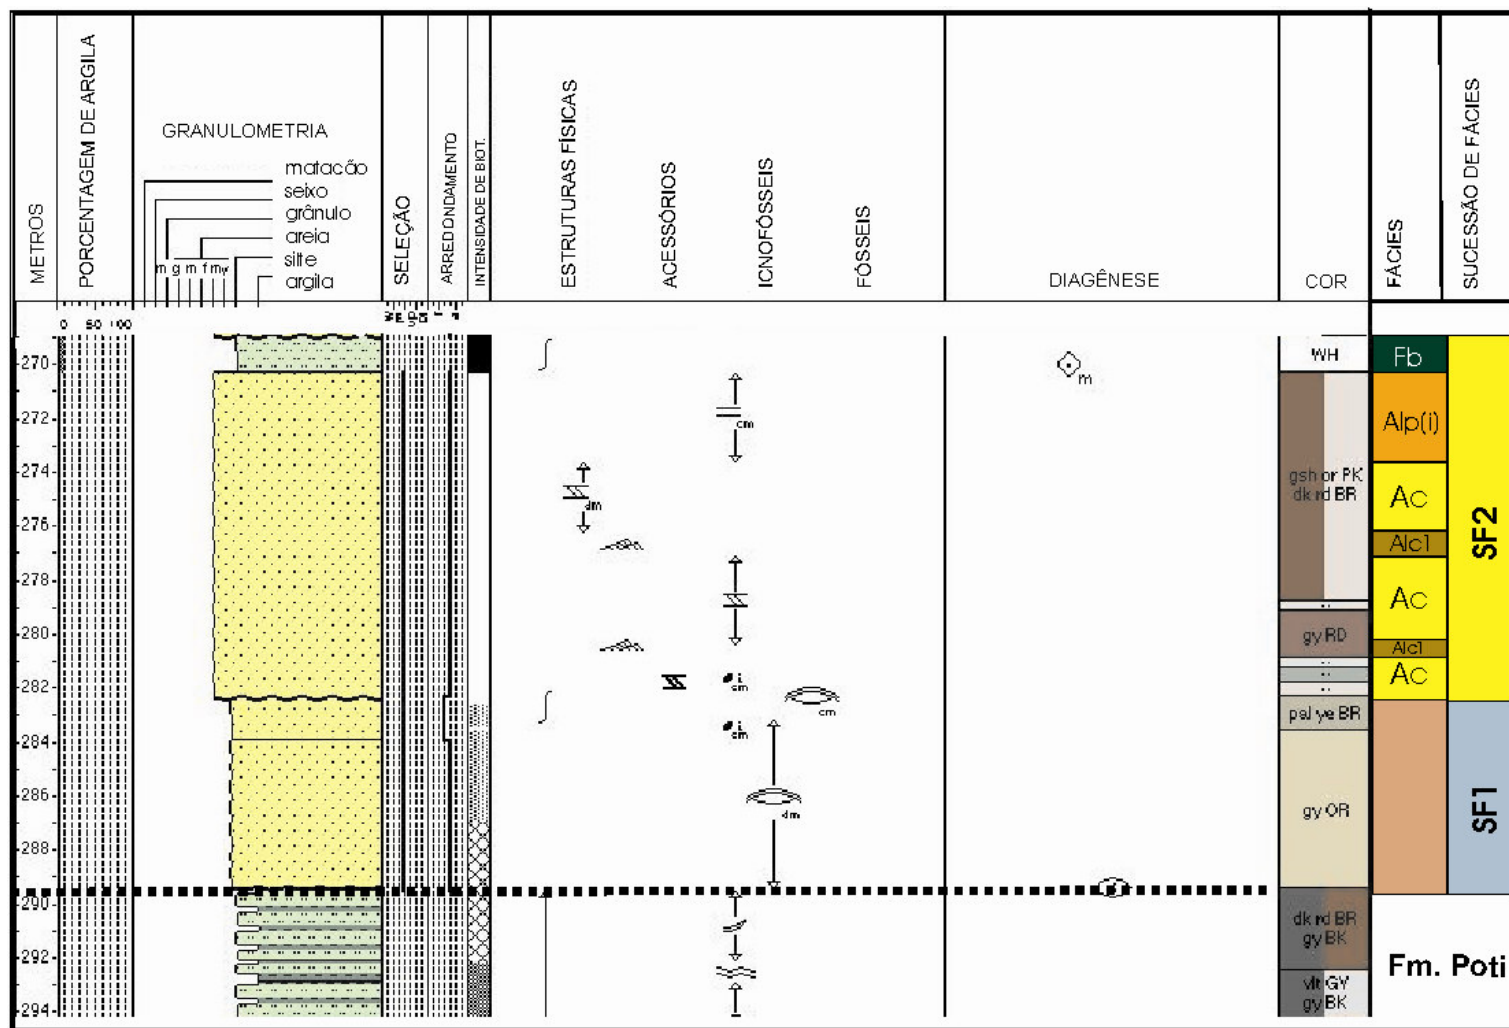 METROS
PORCENTAGEM DE ARGILA
GRANULOMETRIA
matacão
seixo
grânulo
areia
silte
argila
m g m f m v
SELEÇÃO
ARREDONDAMENTO
INTENSIDADE DE BIOT.
ESTRUTURAS FÍSICAS
ACESSÓRIOS
ICNOFÓSSEIS
FÓSSEIS
DIAGÊNESE
COR
FÁCIES
SUCESSÃO DE FÁCIES
0 50 100
-270-
WH
Fb
m
-272-
cm
Alp(i)
-274-
gsh or PK
dk rd BR
dm
Ac
-276-
Alc1
SF2
-278-
Ac
-280-
gy RD
Alc1
-282-
i
cm
cm
Ac
pal ye BR
i
cm
-284-
-286-
dm
gy OR
SF1
-288-
-290-
dk rd BR
gy BK
-292-
Fm. Poti
vlt GY
gy BK
-294-